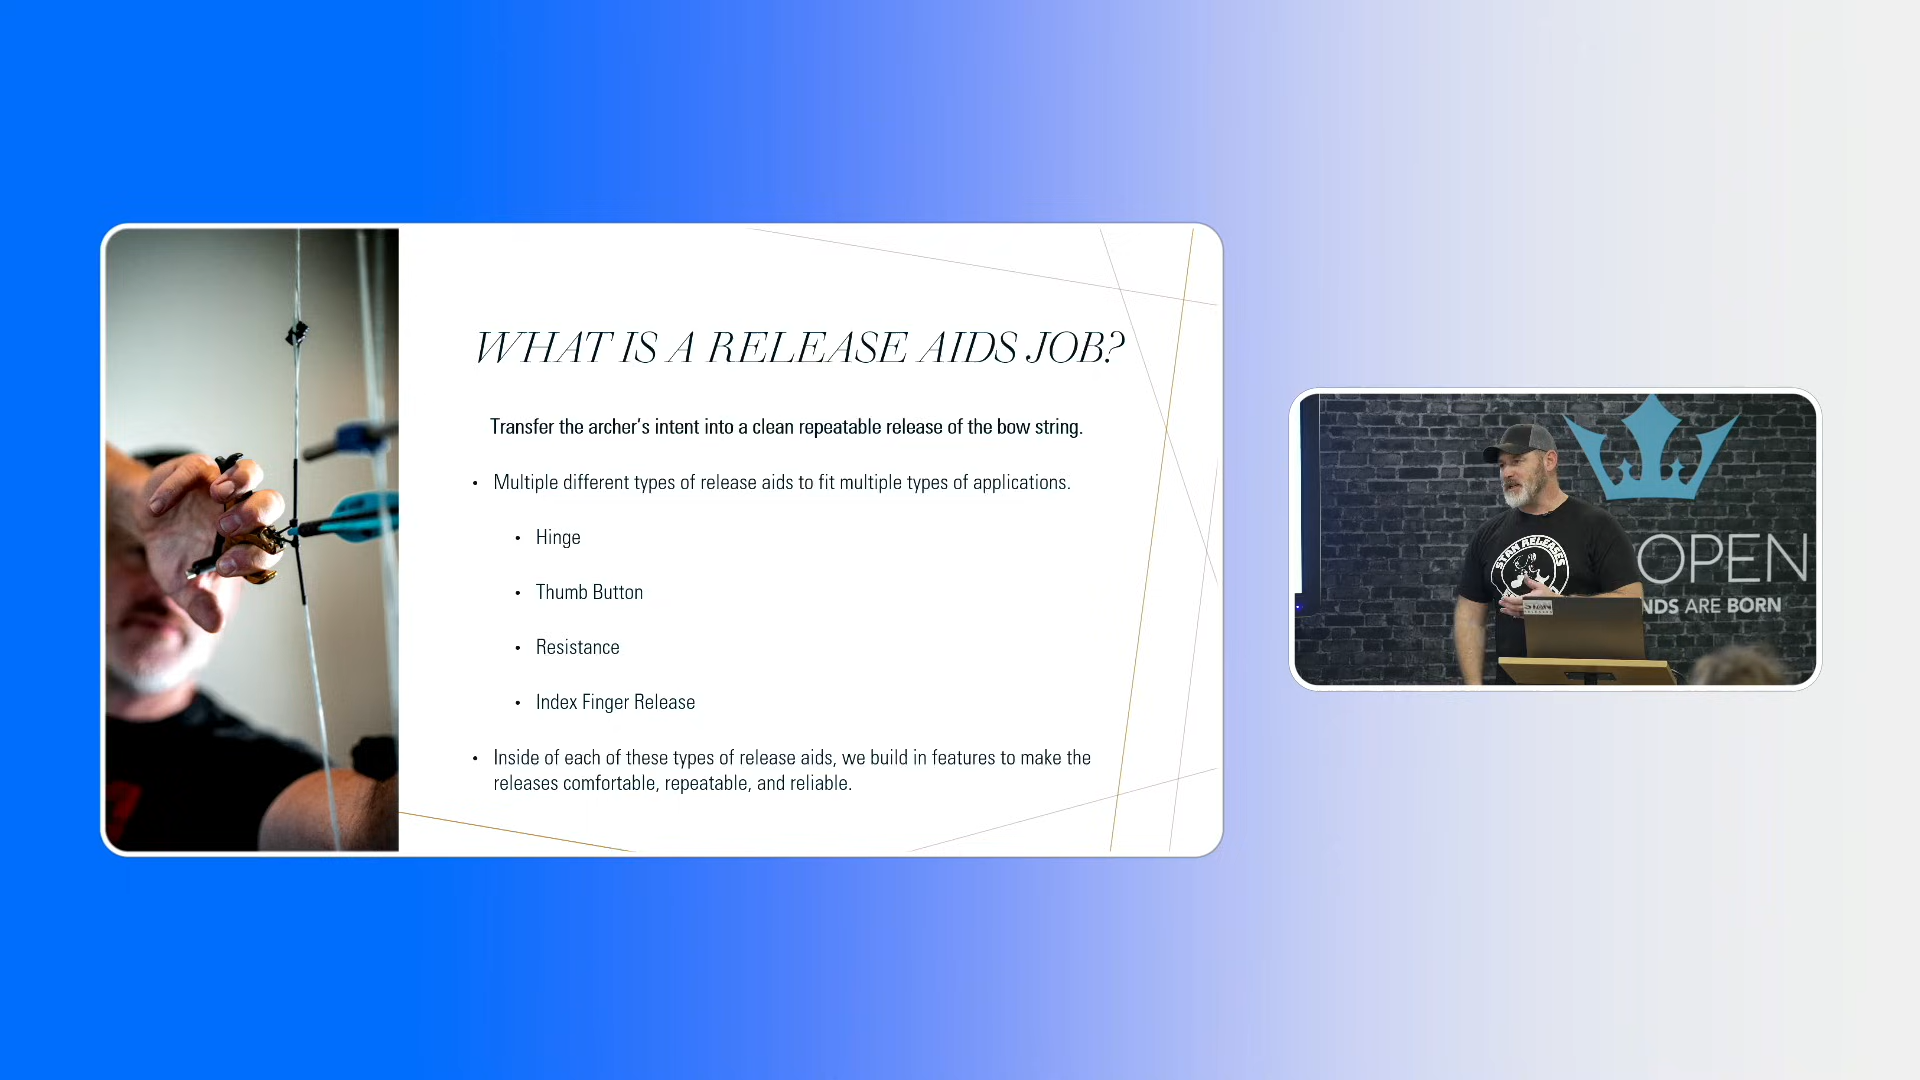 WHAT IS A RELEASE AIDS JOB?
Transfer the archer's intent into a clean repeatable release of the bow string.
• Multiple different types of release aids to fit multiple types of applications.
• Hinge
• Thumb Button
• Resistance
• Index Finger Release
• Inside of each of these types of release aids, we build in features to make the
releases comfortable, repeatable, and reliable.
STAN RELEASES
OPEN
NDS ARE BORN
STAN